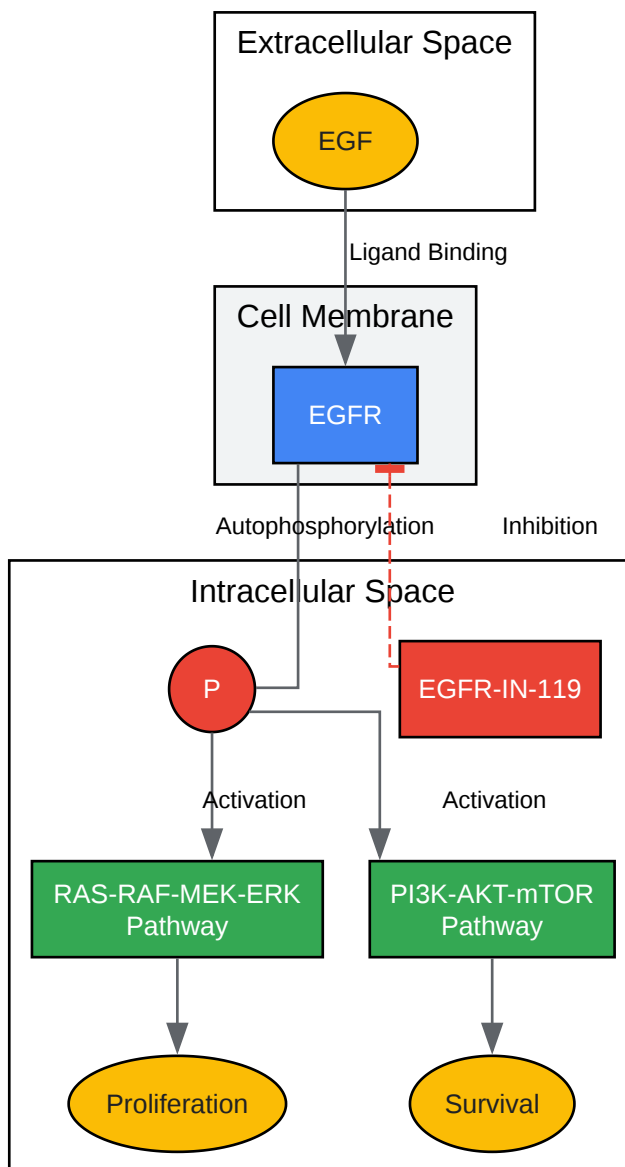 Extracellular Space
EGF
Ligand Binding
Cell Membrane
EGFR
Autophosphorylation
Inhibition
Intracellular Space
P
EGFR-IN-119
Activation
Activation
RAS-RAF-MEK-ERK
Pathway
PI3K-AKT-mTOR
Pathway
Proliferation
Survival